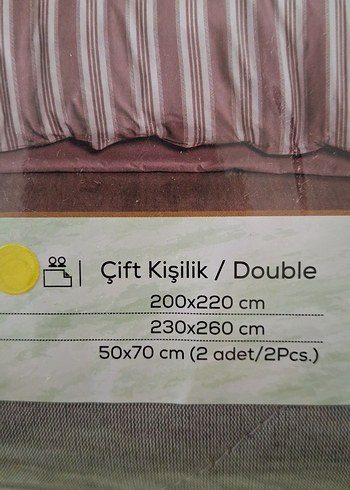 Çift Kişilik / Double
200x220 cm
230x260 cm
50x70 cm (2 adet/2Pcs.)